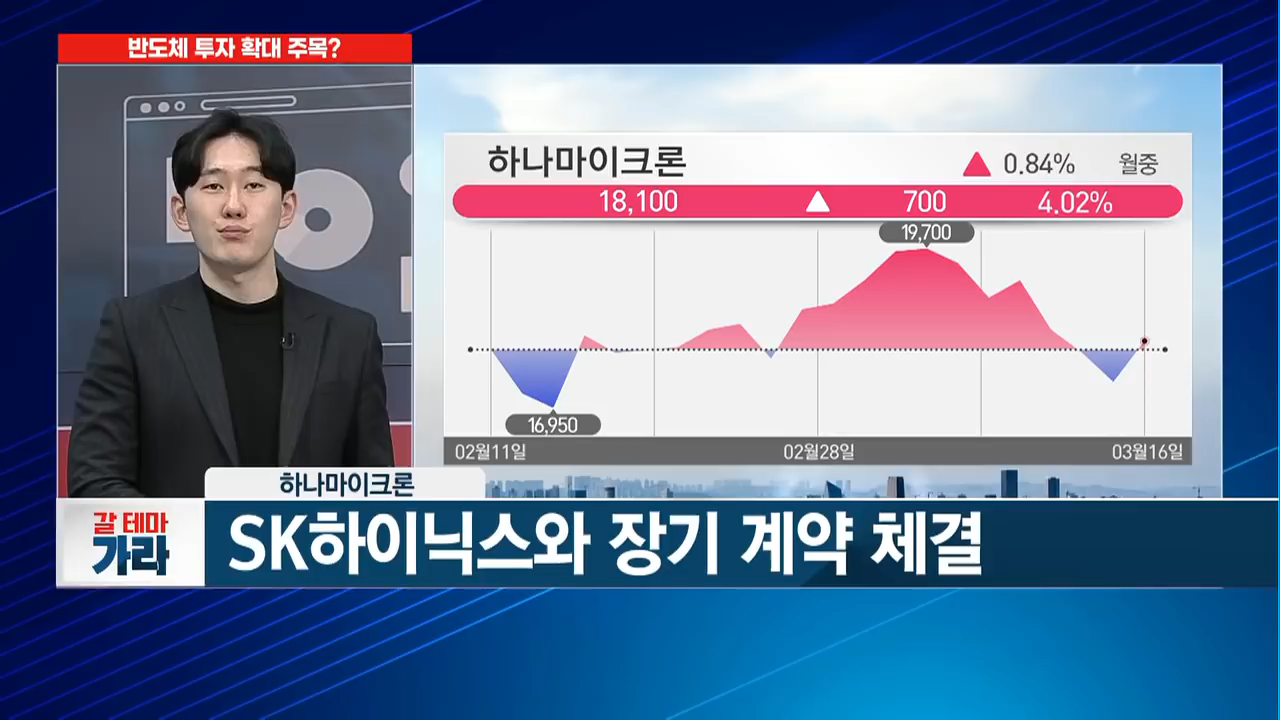 반도체 투자 확대 주목?
하나마이크론 ▲ 0.84% 월중
18,100 ▲ 700 4.02%
19,700
16,950
02월11일 02월28일 03월16일
하나마이크론
갈 테마
가라
SK하이닉스와 장기 계약 체결